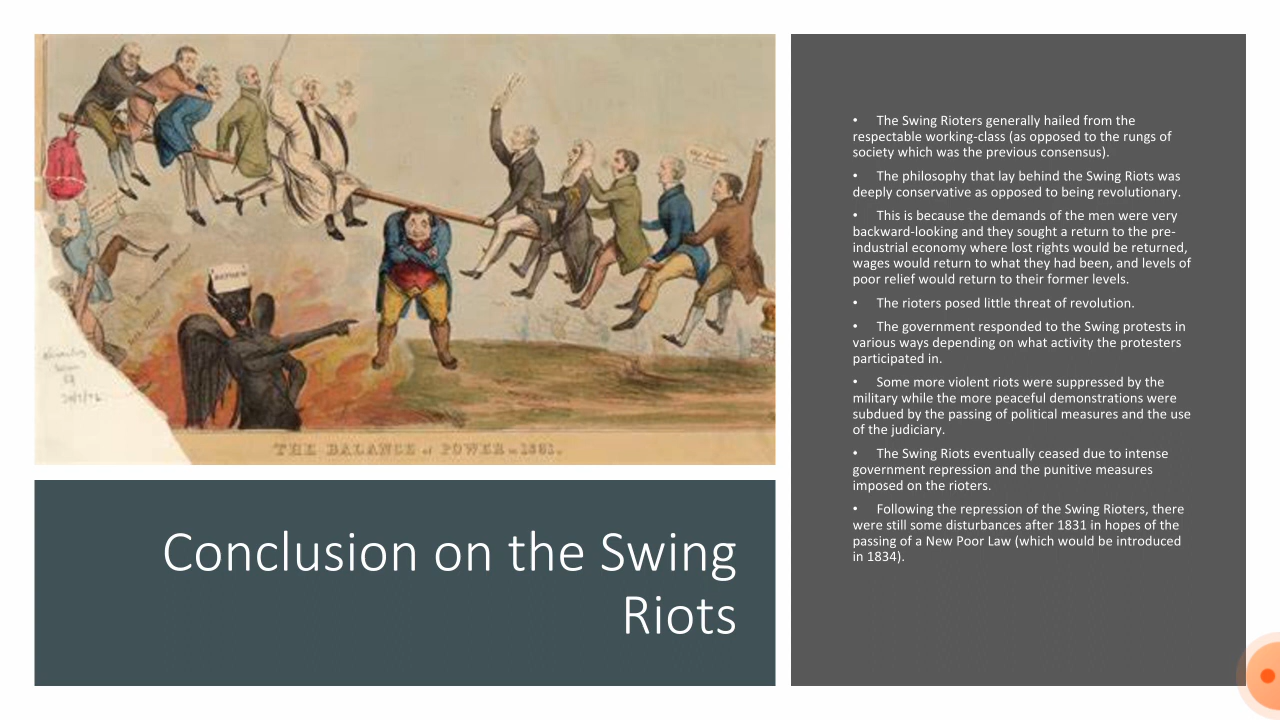 THE BALANCE of POWER in 1831.
Conclusion on the Swing
Riots
• The Swing Rioters generally hailed from the
respectable working-class (as opposed to the rungs of
society which was the previous consensus).
• The philosophy that lay behind the Swing Riots was
deeply conservative as opposed to being revolutionary.
• This is because the demands of the men were very
backward-looking and they sought a return to the pre-
industrial economy where lost rights would be returned,
wages would return to what they had been, and levels of
poor relief would return to their former levels.
• The rioters posed little threat of revolution.
• The government responded to the Swing protests in
various ways depending on what activity the protesters
participated in.
• Some more violent riots were suppressed by the
military while the more peaceful demonstrations were
subdued by the passing of political measures and the use
of the judiciary.
• The Swing Riots eventually ceased due to intense
government repression and the punitive measures
imposed on the rioters.
• Following the repression of the Swing Rioters, there
were still some disturbances after 1831 in hopes of the
passing of a New Poor Law (which would be introduced
in 1834).